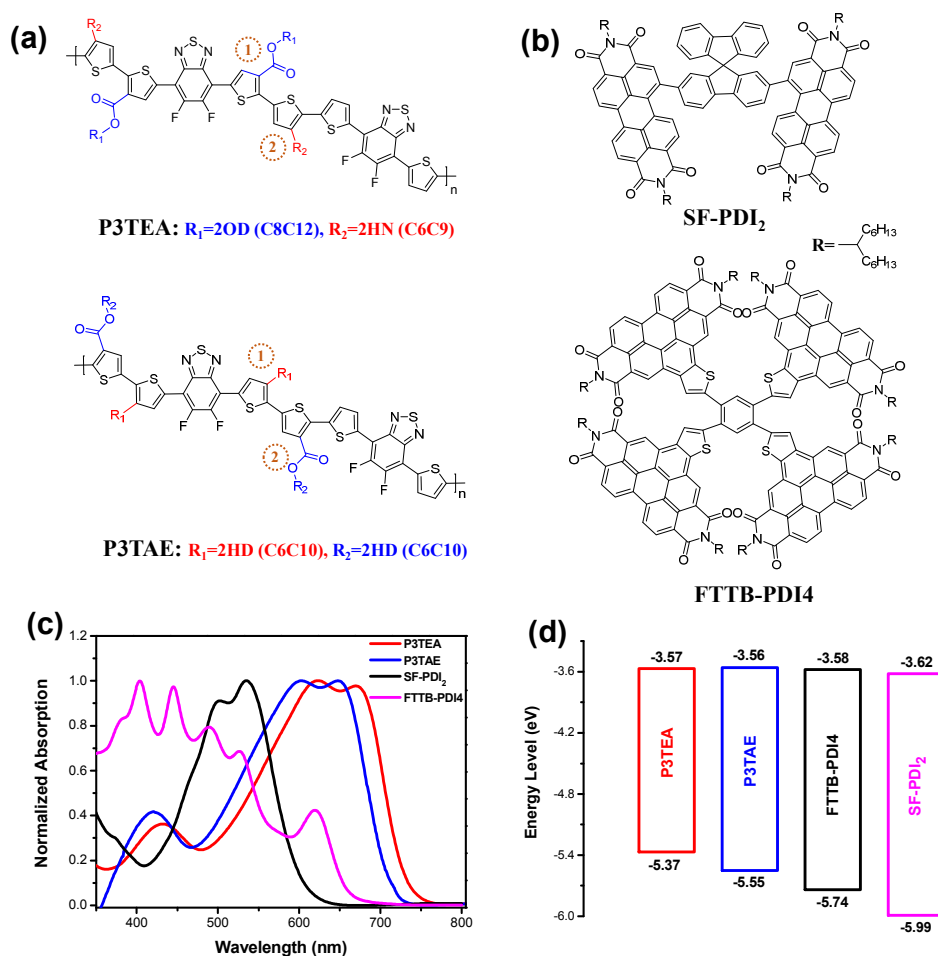 (a)
R2
1
O-R1
O
N S N
S
S
S
S
O
O
R1
F F
2
R2
S
N S N
F
F
S
n
P3TEA: R1=2OD (C8C12), R2=2HN (C6C9)
R2
O
O
N S N
1
R1
S
S
S
S
S
R1
F F
2
O
O
R2
N S N
F
F
S
n
P3TAE: R1=2HD (C6C10), R2=2HD (C6C10)
(b)
R
O N O
R
O N O
O N O
R
O N O
R
SF-PDI2
R=
C6H13
C6H13
R
O N O
R
O N O
R-N
O
O
S
S
O
O
N
R
R-N
O
O
S
S
O
O
N
R
O N O
R
O N O
R
FTTB-PDI4
(c)
Normalized Absorption
1.2
1.0
0.8
0.6
0.4
0.2
0.0
400 500 600 700 800
Wavelength (nm)
P3TEA
P3TAE
SF-PDI2
FTTB-PDI4
(d)
Energy Level (eV)
-3.6
-4.2
-4.8
-5.4
-6.0
-3.57 -3.56 -3.58 -3.62
P3TEA
P3TAE
FTTB-PDI4
SF-PDI2
-5.37
-5.55
-5.74
-5.99